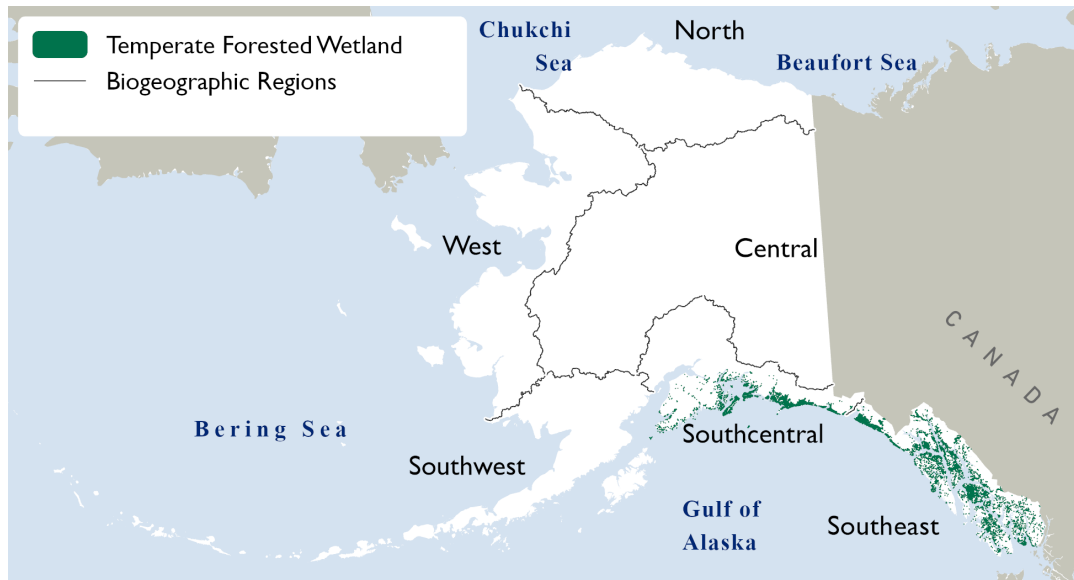 Temperate Forested Wetland
Biogeographic Regions
Chukchi
Sea
North
Beaufort Sea
West
Central
CANADA
Bering Sea
Southwest
Southcentral
Gulf of
Alaska
Southeast